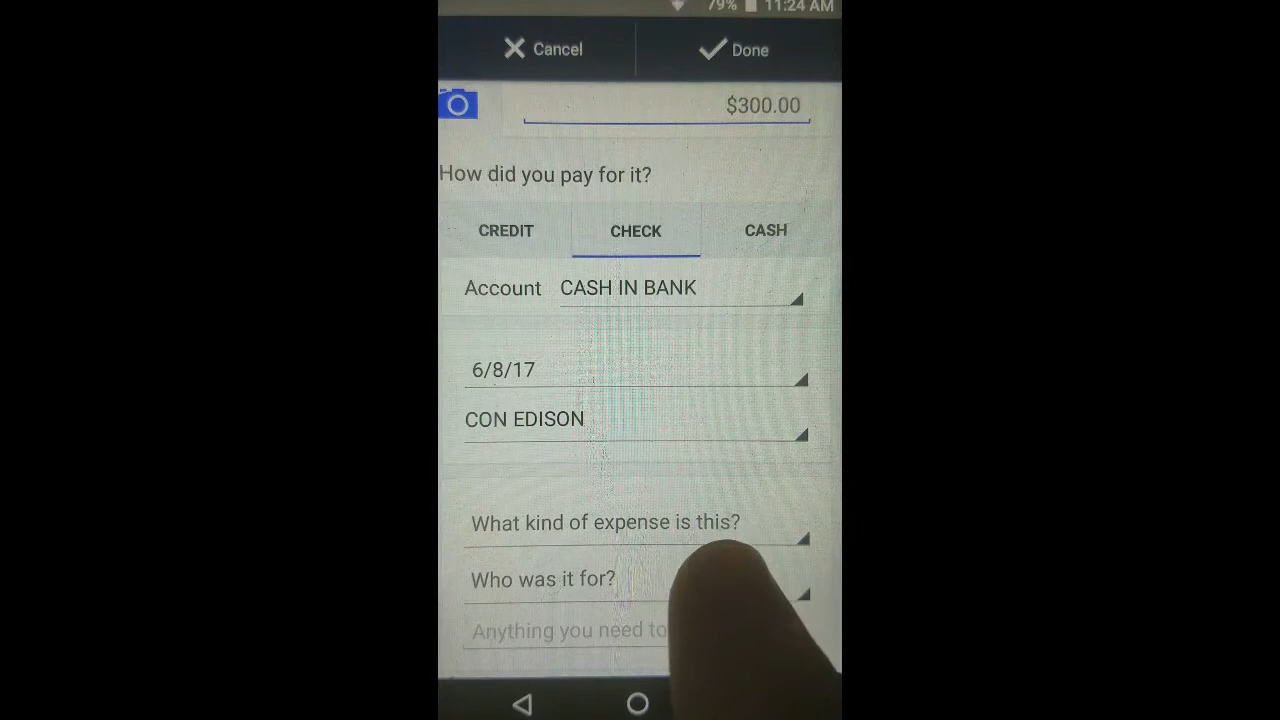 79% 11:24 AM
Cancel Done
$300.00
How did you pay for it?
CREDIT CHECK CASH
Account CASH IN BANK
6/8/17
CON EDISON
What kind of expense is this?
Who was it for?
Anything you need to